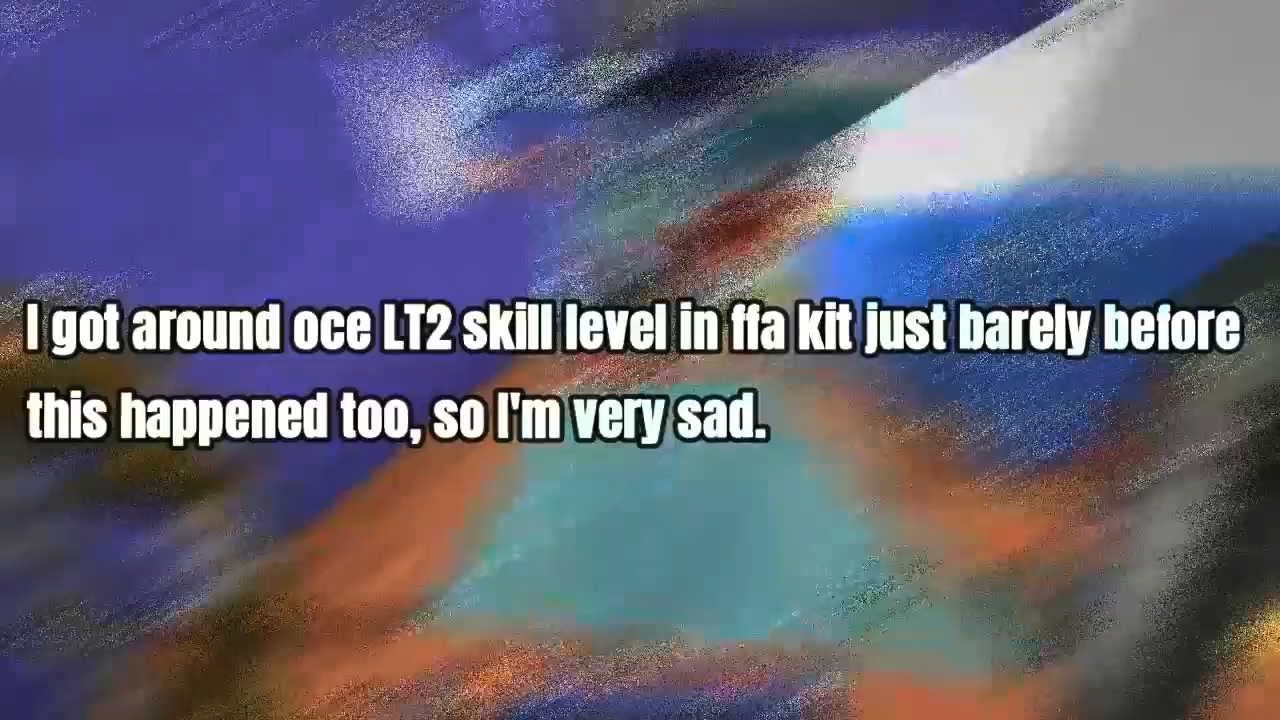 I got around oce LT2 skill level in ffa kit just barely before
this happened too, so I'm very sad.